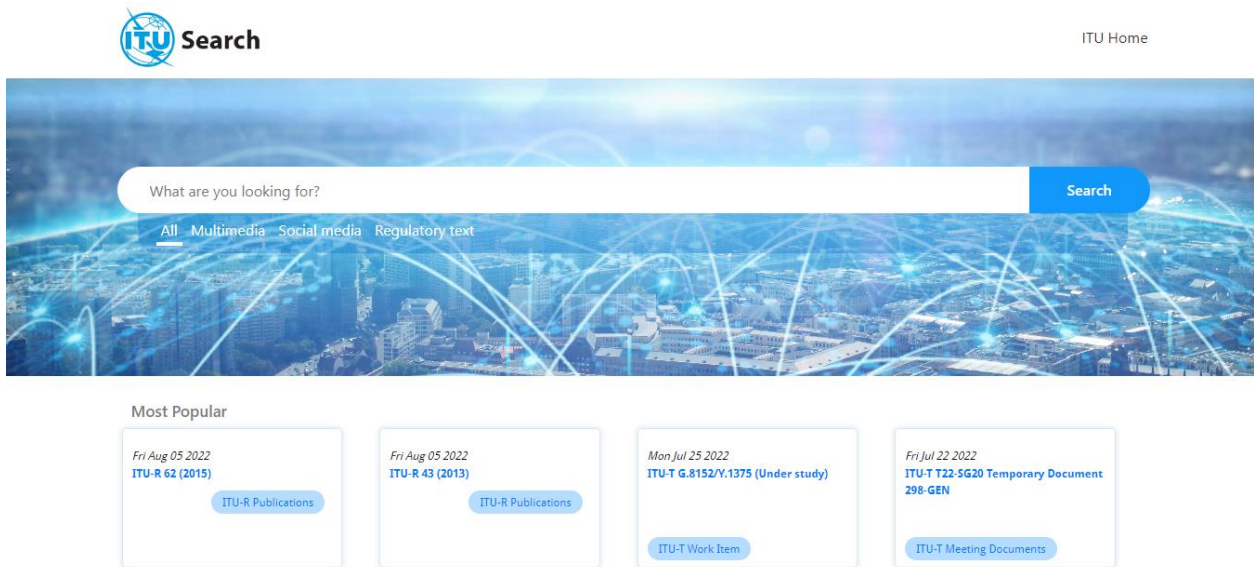 ITU Search
ITU Home
What are you looking for?
Search
All Multimedia Social media Regulatory text
Most Popular
Fri Aug 05 2022
ITU-R 62 (2015)
ITU-R Publications
Fri Aug 05 2022
ITU-R 43 (2013)
ITU-R Publications
Mon Jul 25 2022
ITU-T G.8152/Y.1375 (Under study)
ITU-T Work Item
Fri Jul 22 2022
ITU-T T22-SG20 Temporary Document
298-GEN
ITU-T Meeting Documents